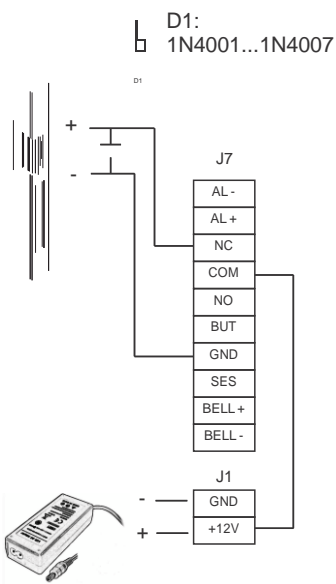 D1:
1N4001...1N4007
D1
+
-
J7
AL -
AL +
NC
COM
NO
BUT
GND
SES
BELL +
BELL -
J1
- GND
+ +12V